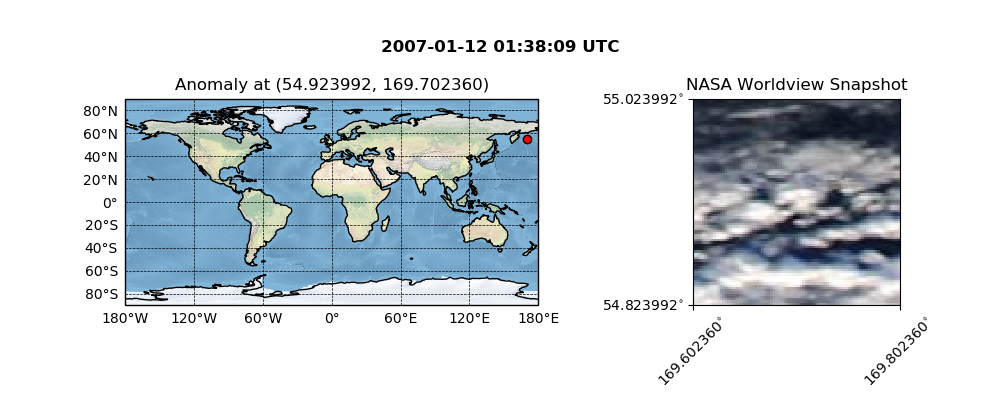 2007-01-12 01:38:09 UTC
Anomaly at (54.923992, 169.702360)
80°N
60°N
40°N
20°N
0°
20°S
40°S
60°S
80°S
180°W 120°W 60°W 0° 60°E 120°E 180°E
NASA Worldview Snapshot
55.023992°
54.823992°
169.602360°
169.802360°